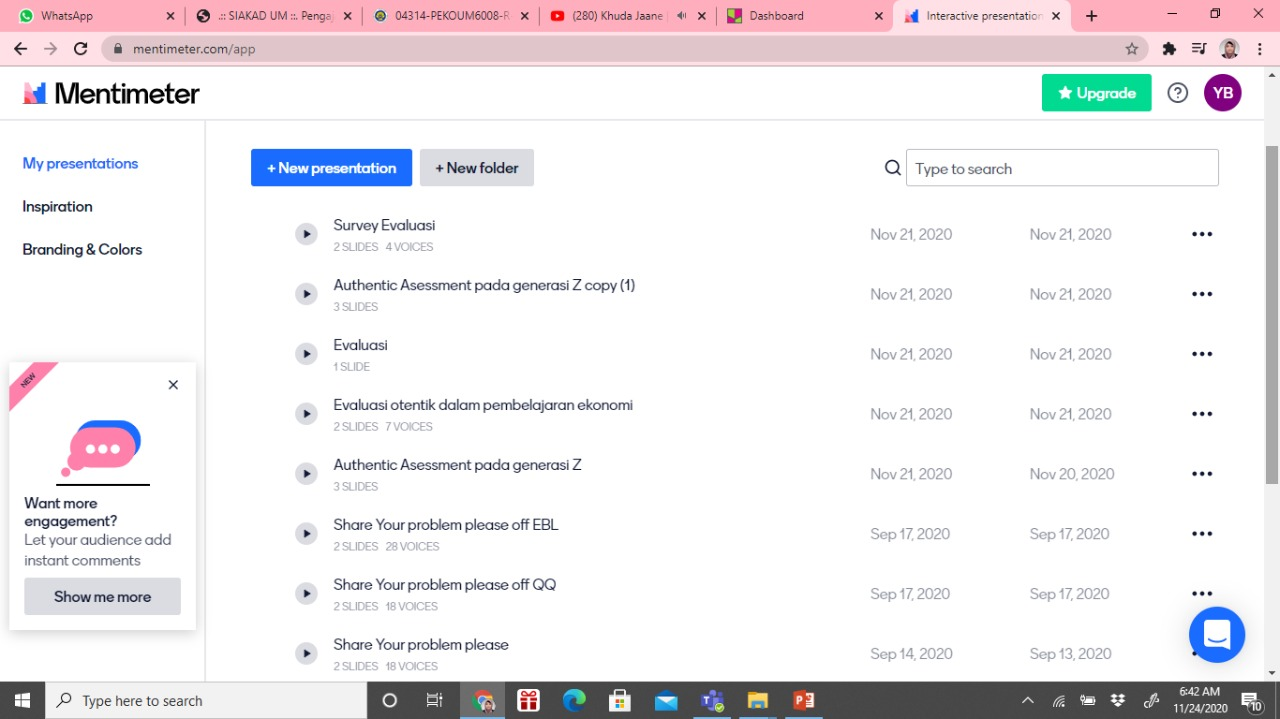 WhatsApp
.:: SIAKAD UM ::. Pengaj
04314-PEKOUM6008-R
(280) Khuda Jaane
Dashboard
Interactive presentation
mentimeter.com/app
Mentimeter
Upgrade
YB
My presentations
Inspiration
Branding & Colors
+ New presentation
+ New folder
Type to search
Survey Evaluasi
2 SLIDES 4 VOICES
Nov 21, 2020 Nov 21, 2020
Authentic Asessment pada generasi Z copy (1)
3 SLIDES
Nov 21, 2020 Nov 21, 2020
Evaluasi
1 SLIDE
Nov 21, 2020 Nov 21, 2020
Evaluasi otentik dalam pembelajaran ekonomi
2 SLIDES 7 VOICES
Nov 21, 2020 Nov 21, 2020
Authentic Asessment pada generasi Z
3 SLIDES
Nov 21, 2020 Nov 20, 2020
Share Your problem please off EBL
2 SLIDES 28 VOICES
Sep 17, 2020 Sep 17, 2020
Share Your problem please off QQ
2 SLIDES 18 VOICES
Sep 17, 2020 Sep 17, 2020
Share Your problem please
2 SLIDES 18 VOICES
Sep 14, 2020 Sep 13, 2020
NEW
Want more
engagement?
Let your audience add
instant comments
Show me more
Type here to search
6:42 AM
11/24/2020
10